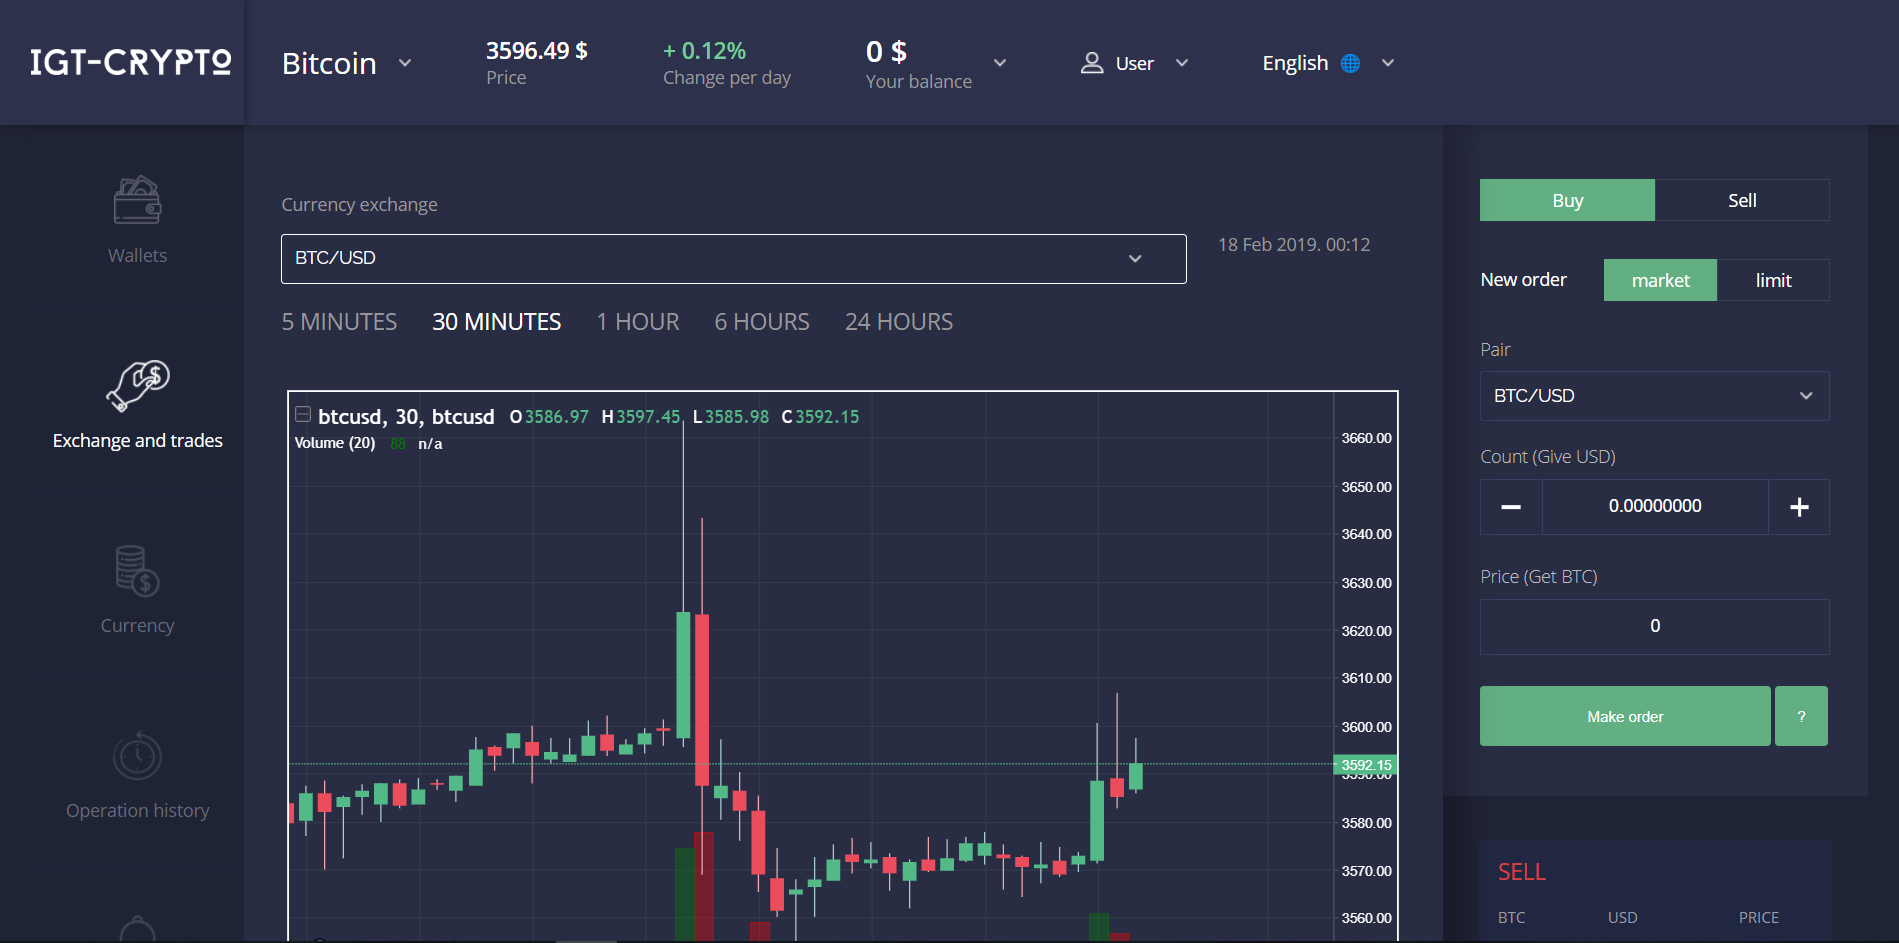 IGT-CRYPTO
Bitcoin
3596.49 $
Price
+ 0.12%
Change per day
0 $
Your balance
User
English
Wallets
Exchange and trades
Currency
Operation history
Currency exchange
BTC/USD
18 Feb 2019. 00:12
5 MINUTES 30 MINUTES 1 HOUR 6 HOURS 24 HOURS
btcusd, 30, btcusd O 3586.97 H 3597.45 L 3585.98 C 3592.15
Volume (20) 88 n/a
3660.00
3650.00
3640.00
3630.00
3620.00
3610.00
3600.00
3592.15
3590.00
3580.00
3570.00
3560.00
Buy Sell
New order market limit
Pair
BTC/USD
Count (Give USD)
− 0.00000000 +
Price (Get BTC)
0
Make order ?
SELL
BTC USD PRICE